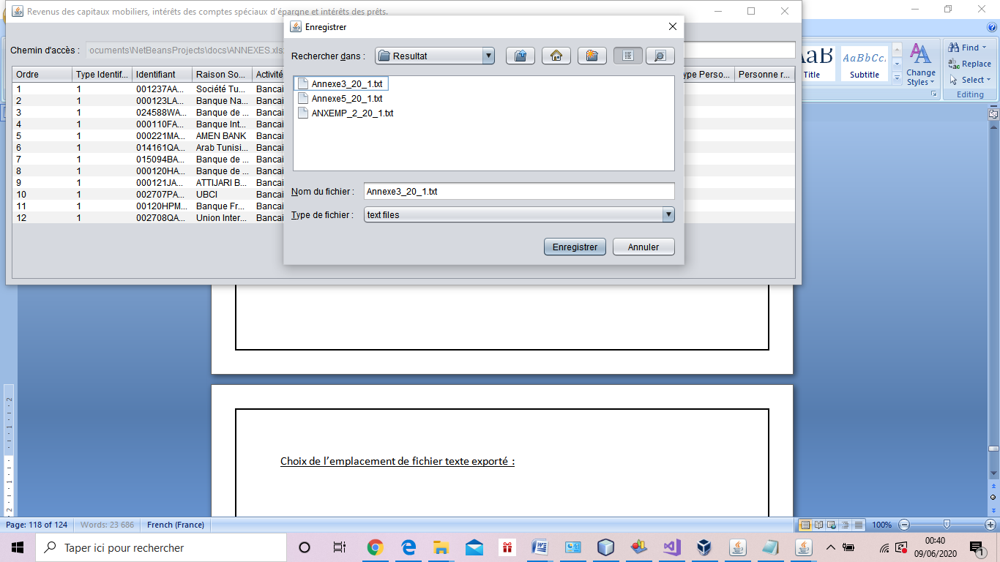 Revenus des capitaux mobiliers, intérêts des comptes spéciaux d'épargne et intérêts des prêts.
Enregistrer
Chemin d'accès :
ocuments\NetBeansProjects\docs\ANNEXES.xls
Rechercher dans :
Resultat
Annexe3_20_1.txt
Annexe5_20_1.txt
ANXEMP_2_20_1.txt
Nom du fichier :
Annexe3_20_1.txt
Type de fichier :
text files
Enregistrer
Annuler
Ordre Type Identif... Identifiant Raison So... Activité ype Perso... Personne r...
1 1 001237AA... Société Tu... Bancai
2 1 000123LA... Banque Na... Bancai
3 1 024588WA... Banque de ... Bancai
4 1 000110FA... Banque Int... Bancai
5 1 000221MA... AMEN BANK Bancai
6 1 014161QA... Arab Tunisi... Bancai
7 1 015094BA... Banque de ... Bancai
8 1 000120HA... Banque de ... Bancai
9 1 000121JA... ATTIJARI B... Bancai
10 1 002707PA... UBCI Bancai
11 1 00120HPM... Banque Fr... Bancai
12 1 002708QA... Union Inter... Bancai
AaB AaBbCc.
Title Subtitle
Change
Styles
Find
Replace
Select
Editing
Choix de l'emplacement de fichier texte exporté :
Page: 118 of 124 Words: 23 686 French (France) 100%
Taper ici pour rechercher
00:40
09/06/2020
1